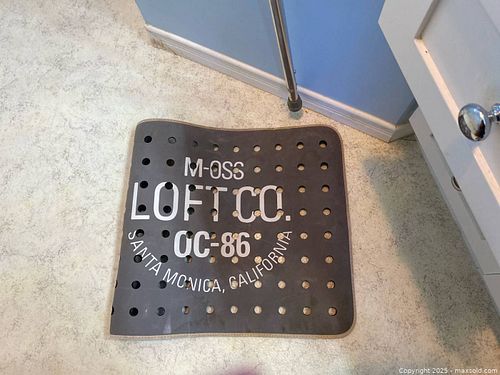 M-OSS
LOFT CO.
OC-86
SANTA MONICA, CALIFORNIA
Copyright 2025 - maxsold.com